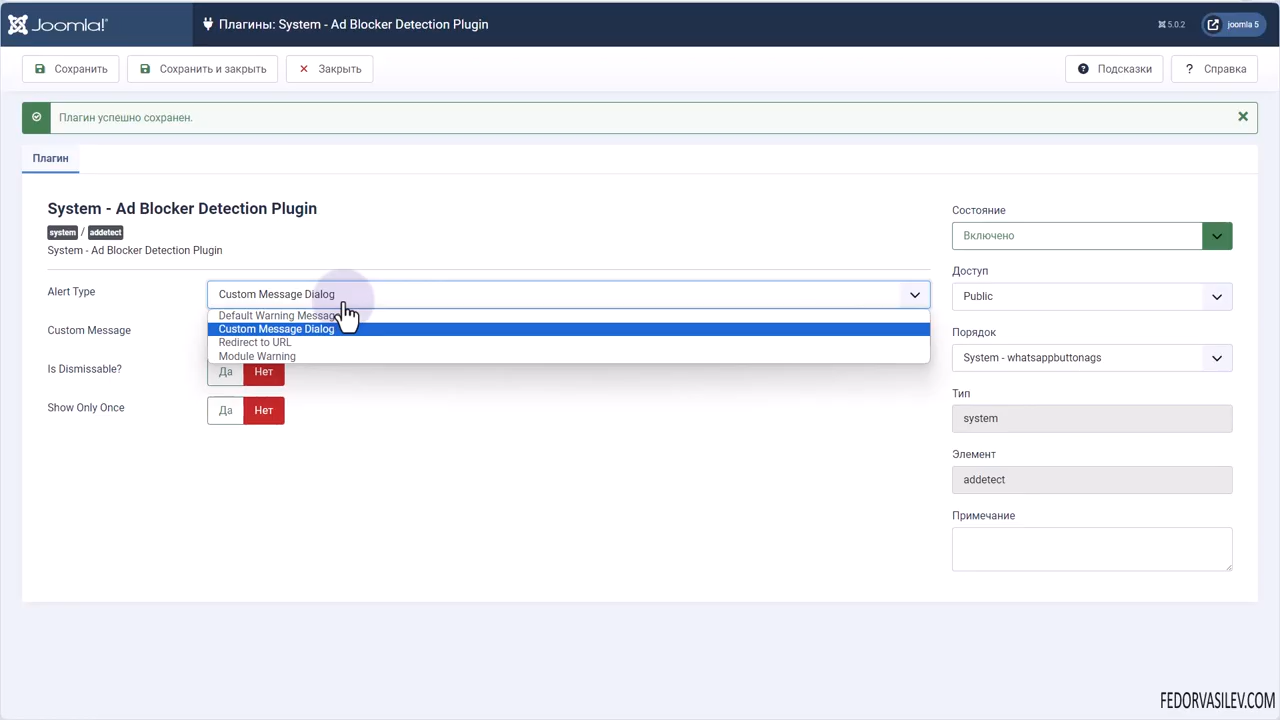 Joomla!
Плагины: System - Ad Blocker Detection Plugin
5.0.2
joomla 5
Сохранить
Сохранить и закрыть
Закрыть
Подсказки
Справка
Плагин успешно сохранен.
Плагин
System - Ad Blocker Detection Plugin
system / addetect
System - Ad Blocker Detection Plugin
Alert Type
Custom Message Dialog
Default Warning Messag
Custom Message Dialog
Redirect to URL
Module Warning
Custom Message
Is Dismissable?
Да
Нет
Show Only Once
Да
Нет
Состояние
Включено
Доступ
Public
Порядок
System - whatsappbuttonags
Тип
system
Элемент
addetect
Примечание
FEDORVASILEV.COM